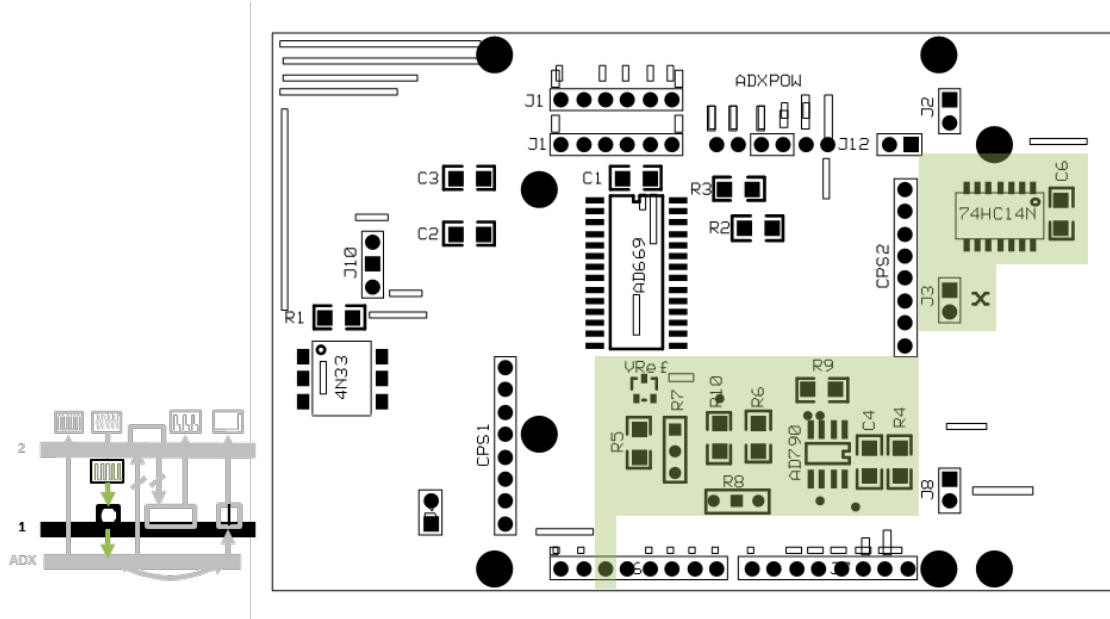 ADXPOW
J1
J2
J1
J12
C6
C3
C1
R3
74HC14N
R2
C2
AD669
CPS2
J10
J3
R1
VRef
R9
4N33
R7
R10
R6
C4
R4
R5
CPS1
AD790
2
R8
J8
1
ADX